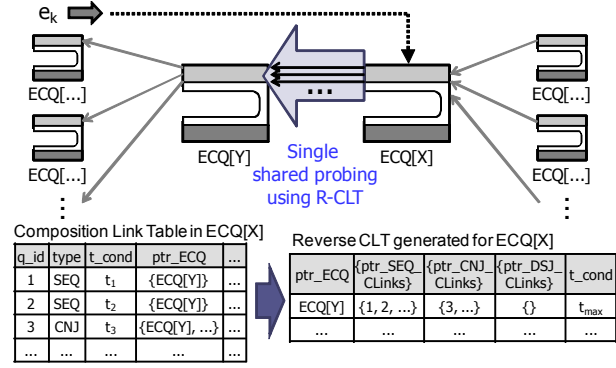 e_k
ECQ[...]
ECQ[...]
ECQ[...]
ECQ[...]
...
ECQ[Y]
ECQ[X]
Single
shared probing
using R-CLT
...
...
Composition Link Table in ECQ[X]
q_id type t_cond ptr_ECQ ...
1 SEQ t₁ {ECQ[Y]} ...
2 SEQ t₂ {ECQ[Y]} ...
3 CNJ t₃ {ECQ[Y], ...} ...
... ... ... ... ...
Reverse CLT generated for ECQ[X]
ptr_ECQ {ptr_SEQ_CLinks} {ptr_CNJ_CLinks} {ptr_DSJ_CLinks} t_cond
ECQ[Y] {1, 2, ...} {3, ...} {} t_max
... ... ... ... ...